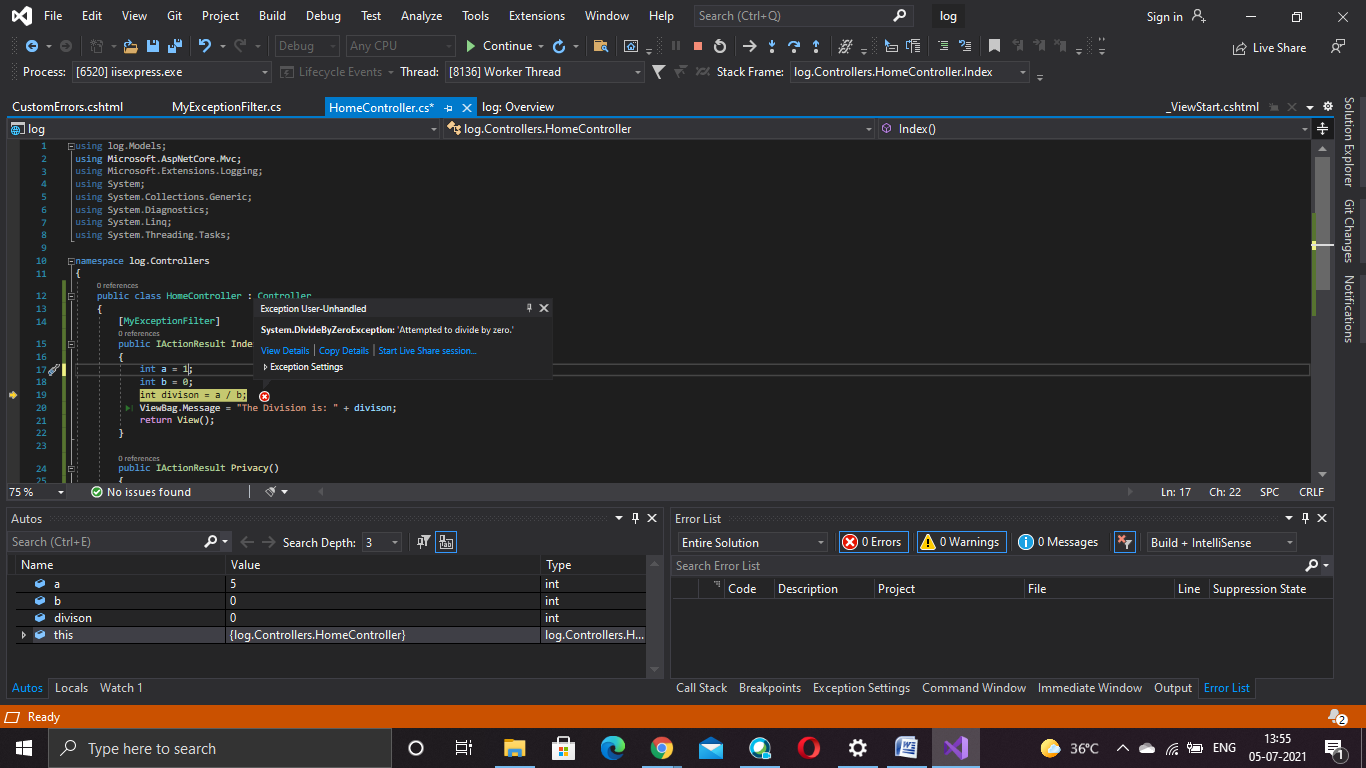 File Edit View Git Project Build Debug Test Analyze Tools Extensions Window Help Search (Ctrl+Q) log Sign in
Debug Any CPU Continue Live Share
Process: [6520] iisexpress.exe Lifecycle Events Thread: [8136] Worker Thread Stack Frame: log.Controllers.HomeController.Index
CustomErrors.cshtml MyExceptionFilter.cs HomeController.cs* log: Overview _ViewStart.cshtml
log log.Controllers.HomeController Index()
1 using log.Models;
2 using Microsoft.AspNetCore.Mvc;
3 using Microsoft.Extensions.Logging;
4 using System;
5 using System.Collections.Generic;
6 using System.Diagnostics;
7 using System.Linq;
8 using System.Threading.Tasks;
9
10 namespace log.Controllers
11 {
0 references
12 public class HomeController : Controller
13 {
14 [MyExceptionFilter]
0 references
15 public IActionResult Inde
16 {
17 int a = 1;
18 int b = 0;
19 int divison = a / b;
20 ViewBag.Message = "The Division is: " + divison;
21 return View();
22 }
23
0 references
24 public IActionResult Privacy()
25 {
Exception User-Unhandled
System.DivideByZeroException: 'Attempted to divide by zero.'
View Details Copy Details Start Live Share session...
Exception Settings
Solution Explorer
Git Changes
Notifications
75 % No issues found Ln: 17 Ch: 22 SPC CRLF
Autos
Search (Ctrl+E) Search Depth: 3
Name Value Type
a 5 int
b 0 int
divison 0 int
this {log.Controllers.HomeController} log.Controllers.H...
Autos Locals Watch 1
Error List
Entire Solution 0 Errors 0 Warnings 0 Messages Build + IntelliSense
Search Error List
Code Description Project File Line Suppression State
Call Stack Breakpoints Exception Settings Command Window Immediate Window Output Error List
Ready 2
Type here to search 36°C ENG 13:55
05-07-2021 1